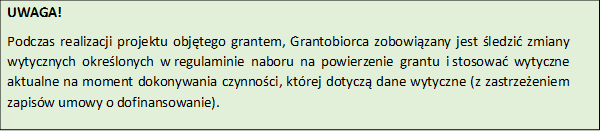 UWAGA!
Podczas realizacji projektu objętego grantem, Grantobiorca zobowiązany jest śledzić zmiany
wytycznych określonych w regulaminie naboru na powierzenie grantu i stosować wytyczne
aktualne na moment dokonywania czynności, której dotyczą dane wytyczne (z zastrzeżeniem
zapisów umowy o dofinansowanie).